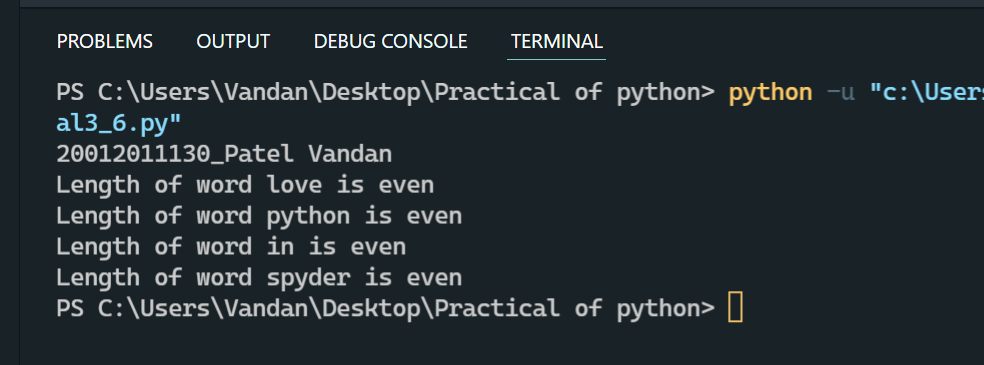 PROBLEMS OUTPUT DEBUG CONSOLE TERMINAL
PS C:\Users\Vandan\Desktop\Practical of python> python -u "c:\Users
al3_6.py"
20012011130_Patel Vandan
Length of word love is even
Length of word python is even
Length of word in is even
Length of word spyder is even
PS C:\Users\Vandan\Desktop\Practical of python>